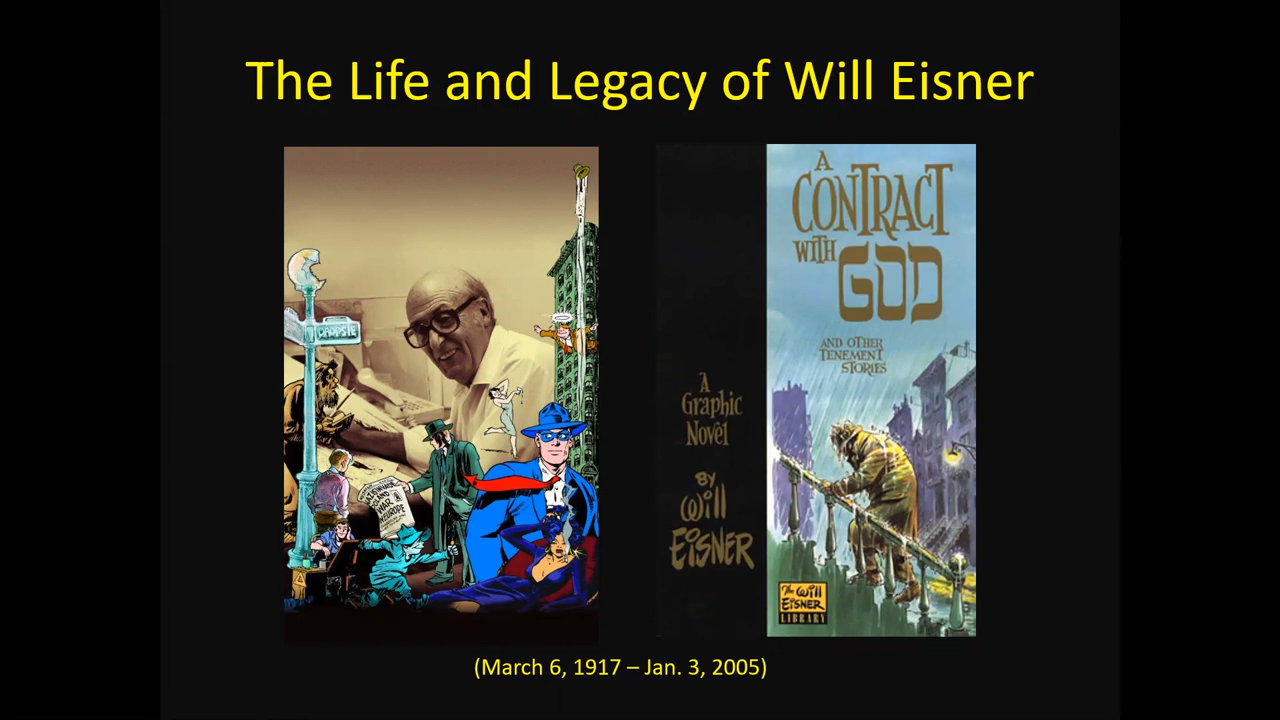 The Life and Legacy of Will Eisner
DROPSIE
WAR
A
CONTRACT
WITH
GOD
AND OTHER
TENEMENT
STORIES
A
Graphic
Novel
BY
Will
EISNER
The Will
EISNER
LIBRARY
(March 6, 1917 – Jan. 3, 2005)